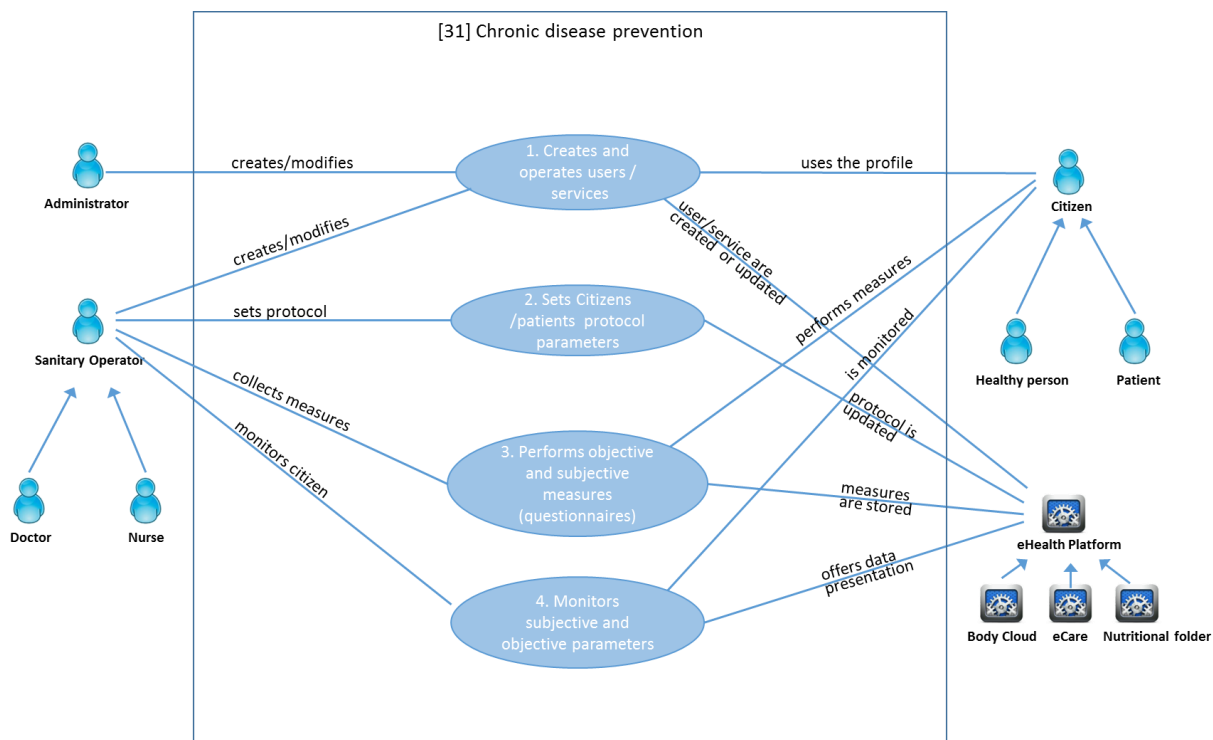 [31] Chronic disease prevention
Administrator
creates/modifies
1. Creates and
operates users /
services
uses the profile
Citizen
creates/modifies
user/service are
created or updated
performs measures
Sanitary Operator
sets protocol
2. Sets Citizens
/patients protocol
parameters
is monitored
Healthy person
Patient
collects measures
protocol is
updated
monitors citizen
3. Performs objective
and subjective
measures
(questionnaires)
measures
are stored
Doctor
Nurse
eHealth Platform
offers data
presentation
4. Monitors
subjective and
objective parameters
Body Cloud
eCare
Nutritional folder